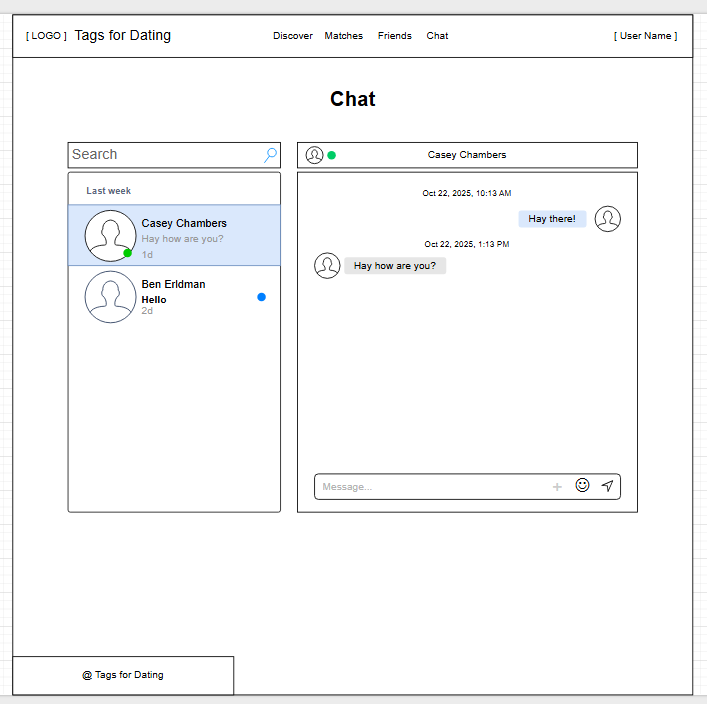 [ LOGO ] Tags for Dating Discover Matches Friends Chat [ User Name ]
Chat
Search
Last week
Casey Chambers
Hay how are you?
1d
Ben Erldman
Hello
2d
Casey Chambers
Oct 22, 2025, 10:13 AM
Hay there!
Oct 22, 2025, 1:13 PM
Hay how are you?
Message...
@ Tags for Dating